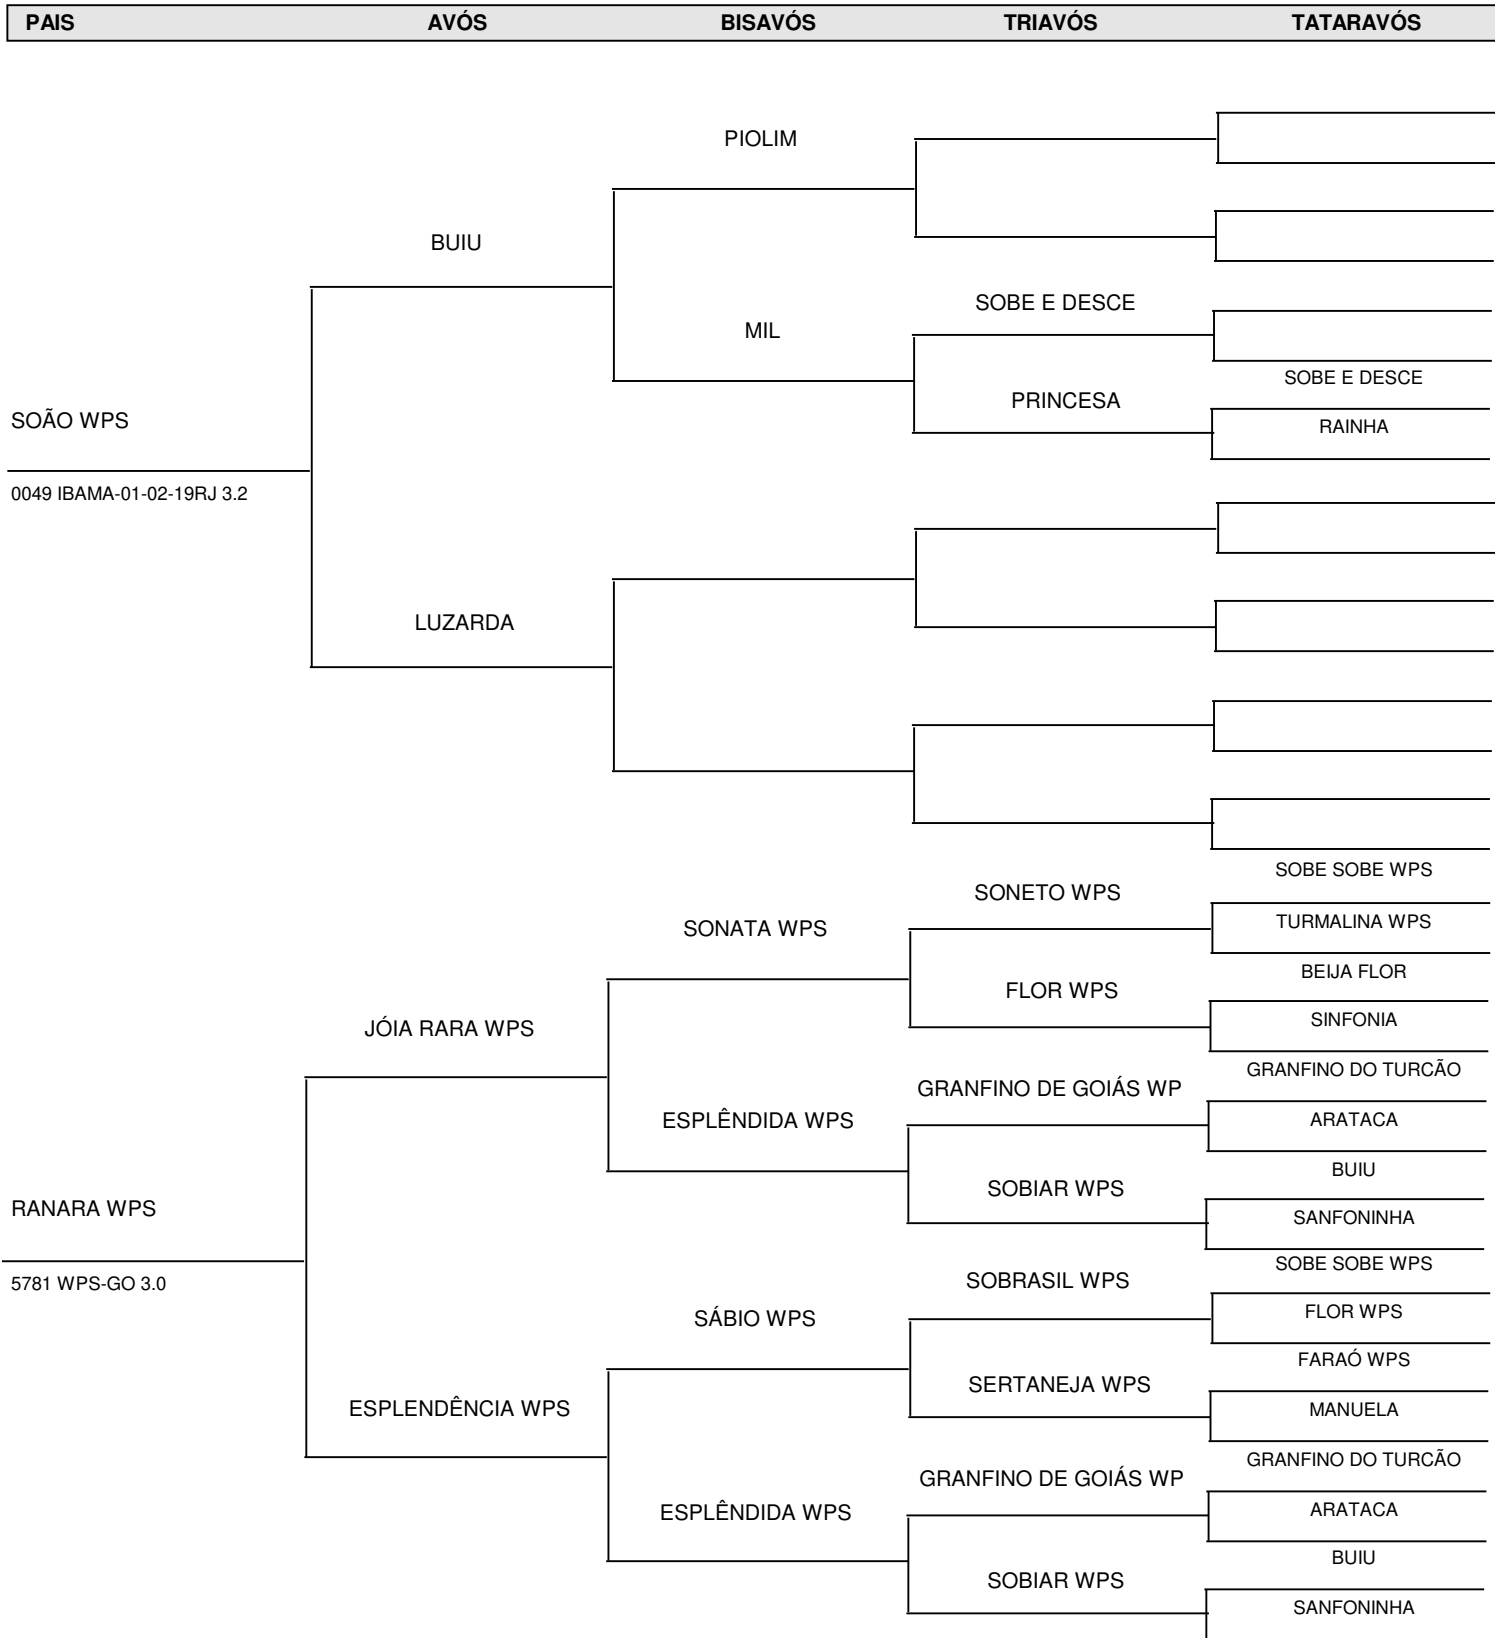 PAIS AVÓS BISAVÓS TRIAVÓS TATARAVÓS
PIOLIM
BUIU
SOBE E DESCE
MIL
SOBE E DESCE
PRINCESA
SOÃO WPS
RAINHA
0049 IBAMA-01-02-19RJ 3.2
LUZARDA
SOBE SOBE WPS
SONETO WPS
SONATA WPS
TURMALINA WPS
BEIJA FLOR
FLOR WPS
JÓIA RARA WPS
SINFONIA
GRANFINO DO TURCÃO
GRANFINO DE GOIÁS WP
ESPLÊNDIDA WPS
ARATACA
BUIU
SOBIAR WPS
RANARA WPS
SANFONINHA
SOBE SOBE WPS
5781 WPS-GO 3.0
SOBRASIL WPS
SÁBIO WPS
FLOR WPS
FARAÓ WPS
SERTANEJA WPS
ESPLENDÊNCIA WPS
MANUELA
GRANFINO DO TURCÃO
GRANFINO DE GOIÁS WP
ESPLÊNDIDA WPS
ARATACA
BUIU
SOBIAR WPS
SANFONINHA